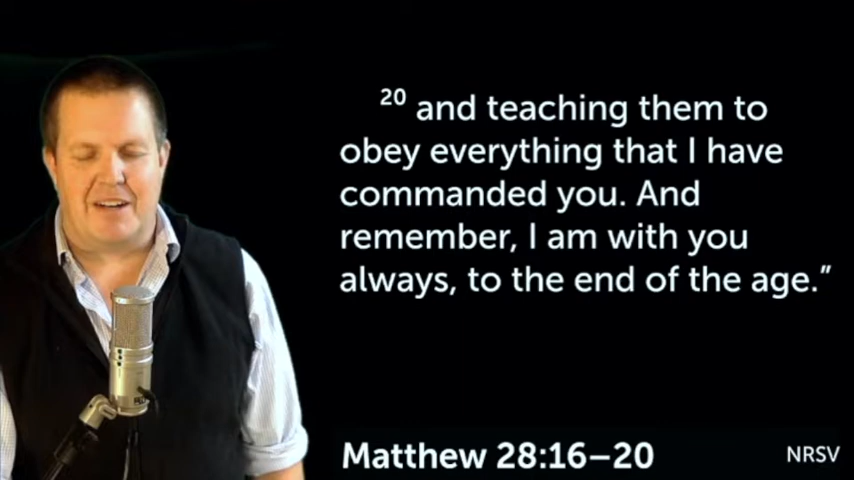 20 and teaching them to
obey everything that I have
commanded you. And
remember, I am with you
always, to the end of the age.”
Matthew 28:16–20
NRSV